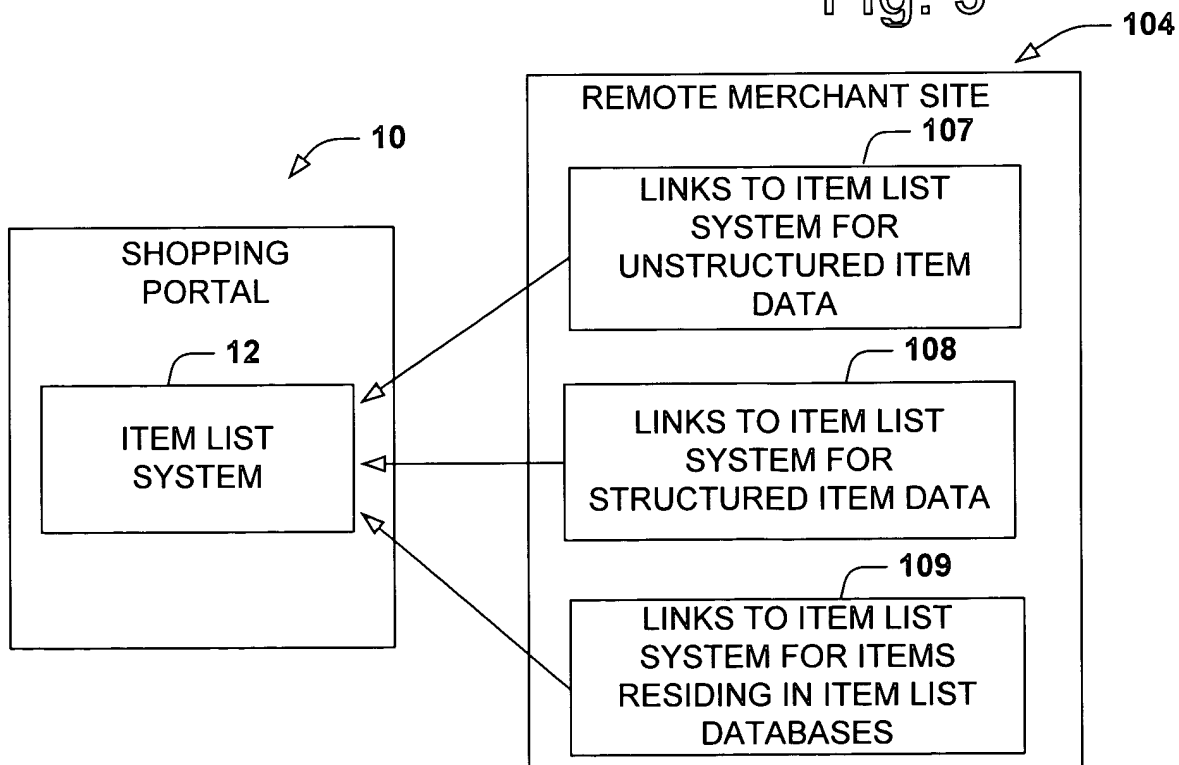 Fig. 5
104
REMOTE MERCHANT SITE
10
107
LINKS TO ITEM LIST
SYSTEM FOR
UNSTRUCTURED ITEM
DATA
SHOPPING
PORTAL
12
108
ITEM LIST
SYSTEM
LINKS TO ITEM LIST
SYSTEM FOR
STRUCTURED ITEM DATA
109
LINKS TO ITEM LIST
SYSTEM FOR ITEMS
RESIDING IN ITEM LIST
DATABASES